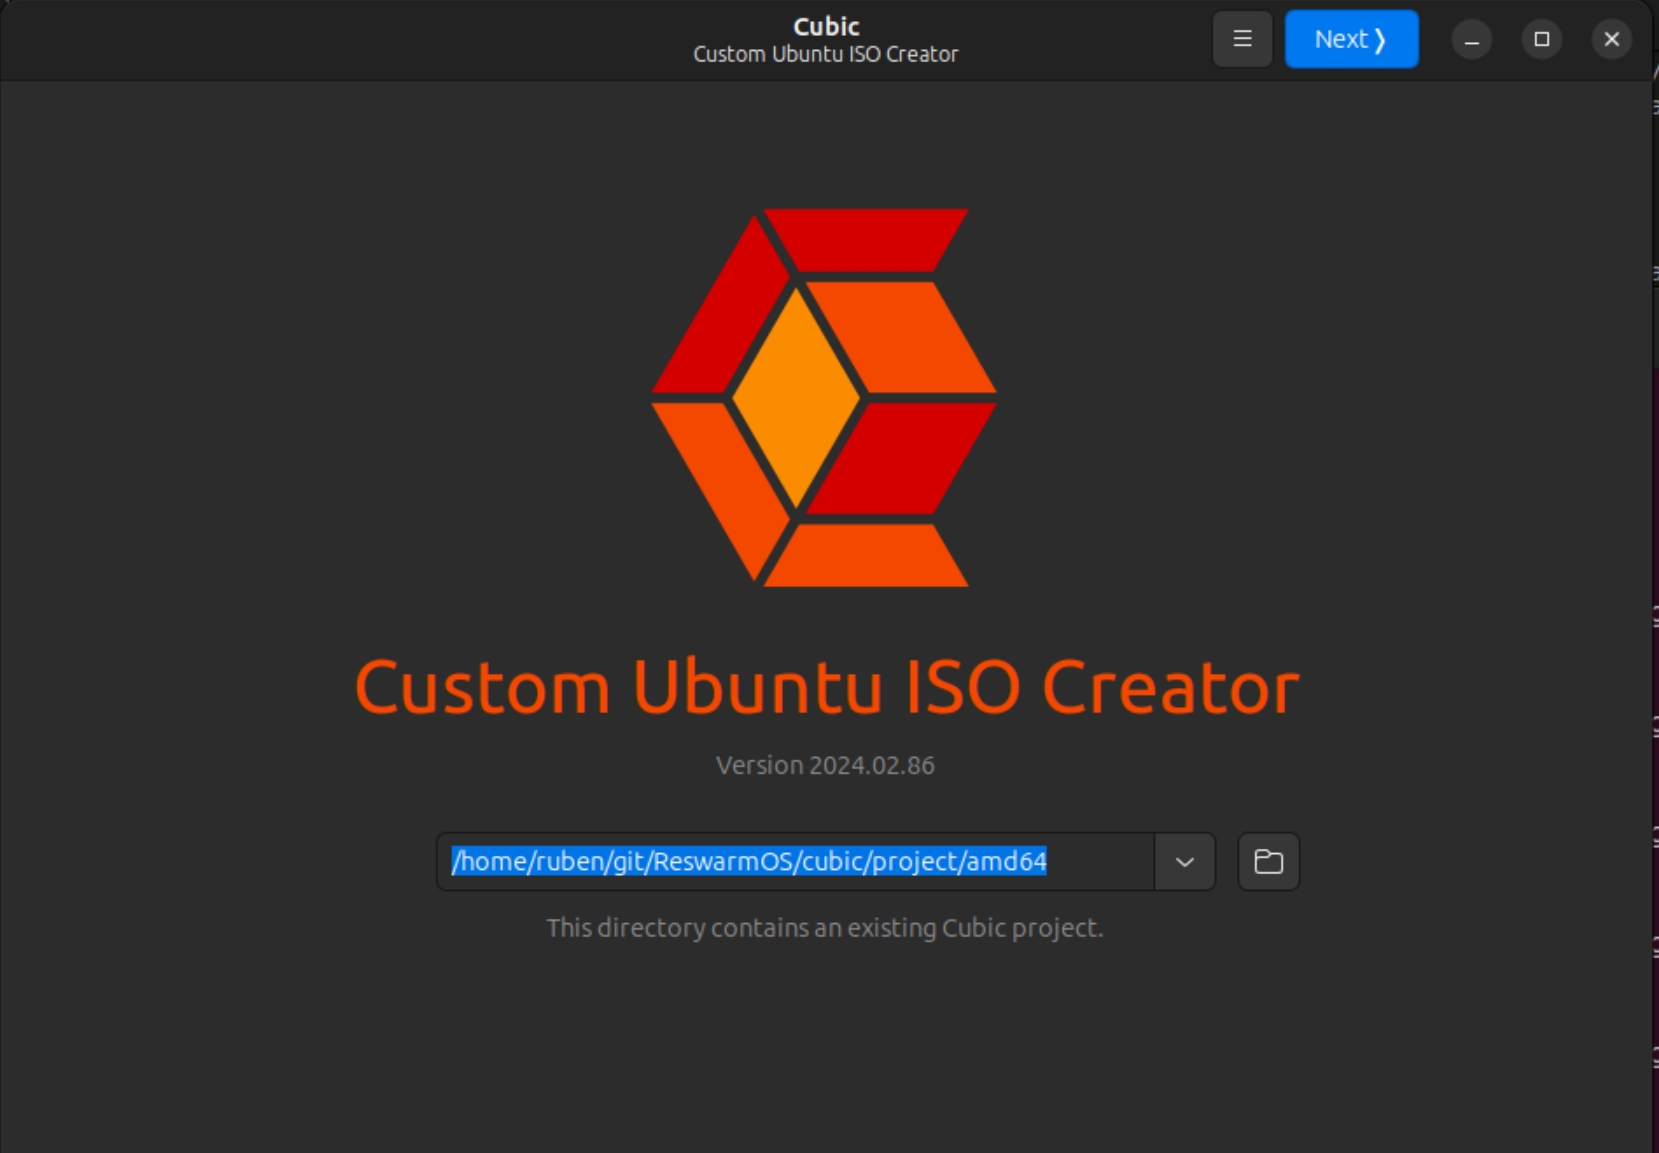 Cubic
Custom Ubuntu ISO Creator
Next ❭
Custom Ubuntu ISO Creator
Version 2024.02.86
/home/ruben/git/ReswarmOS/cubic/project/amd64
This directory contains an existing Cubic project.